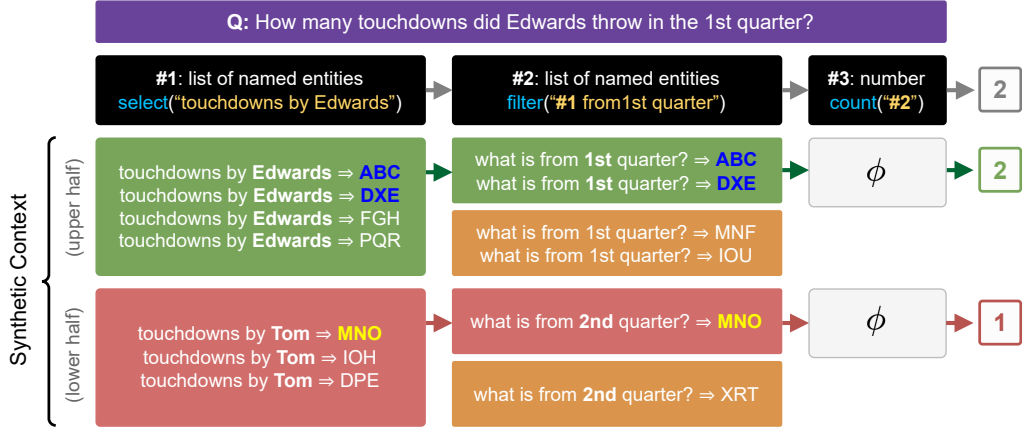 Q: How many touchdowns did Edwards throw in the 1st quarter?
#1: list of named entities
select(“touchdowns by Edwards”)
#2: list of named entities
filter(“#1 from1st quarter”)
#3: number
count(“#2”)
2
Synthetic Context
(upper half)
touchdowns by Edwards ⇒ ABC
touchdowns by Edwards ⇒ DXE
touchdowns by Edwards ⇒ FGH
touchdowns by Edwards ⇒ PQR
what is from 1st quarter? ⇒ ABC
what is from 1st quarter? ⇒ DXE
what is from 1st quarter? ⇒ MNF
what is from 1st quarter? ⇒ IOU
ϕ
2
(lower half)
touchdowns by Tom ⇒ MNO
touchdowns by Tom ⇒ IOH
touchdowns by Tom ⇒ DPE
what is from 2nd quarter? ⇒ MNO
what is from 2nd quarter? ⇒ XRT
ϕ
1